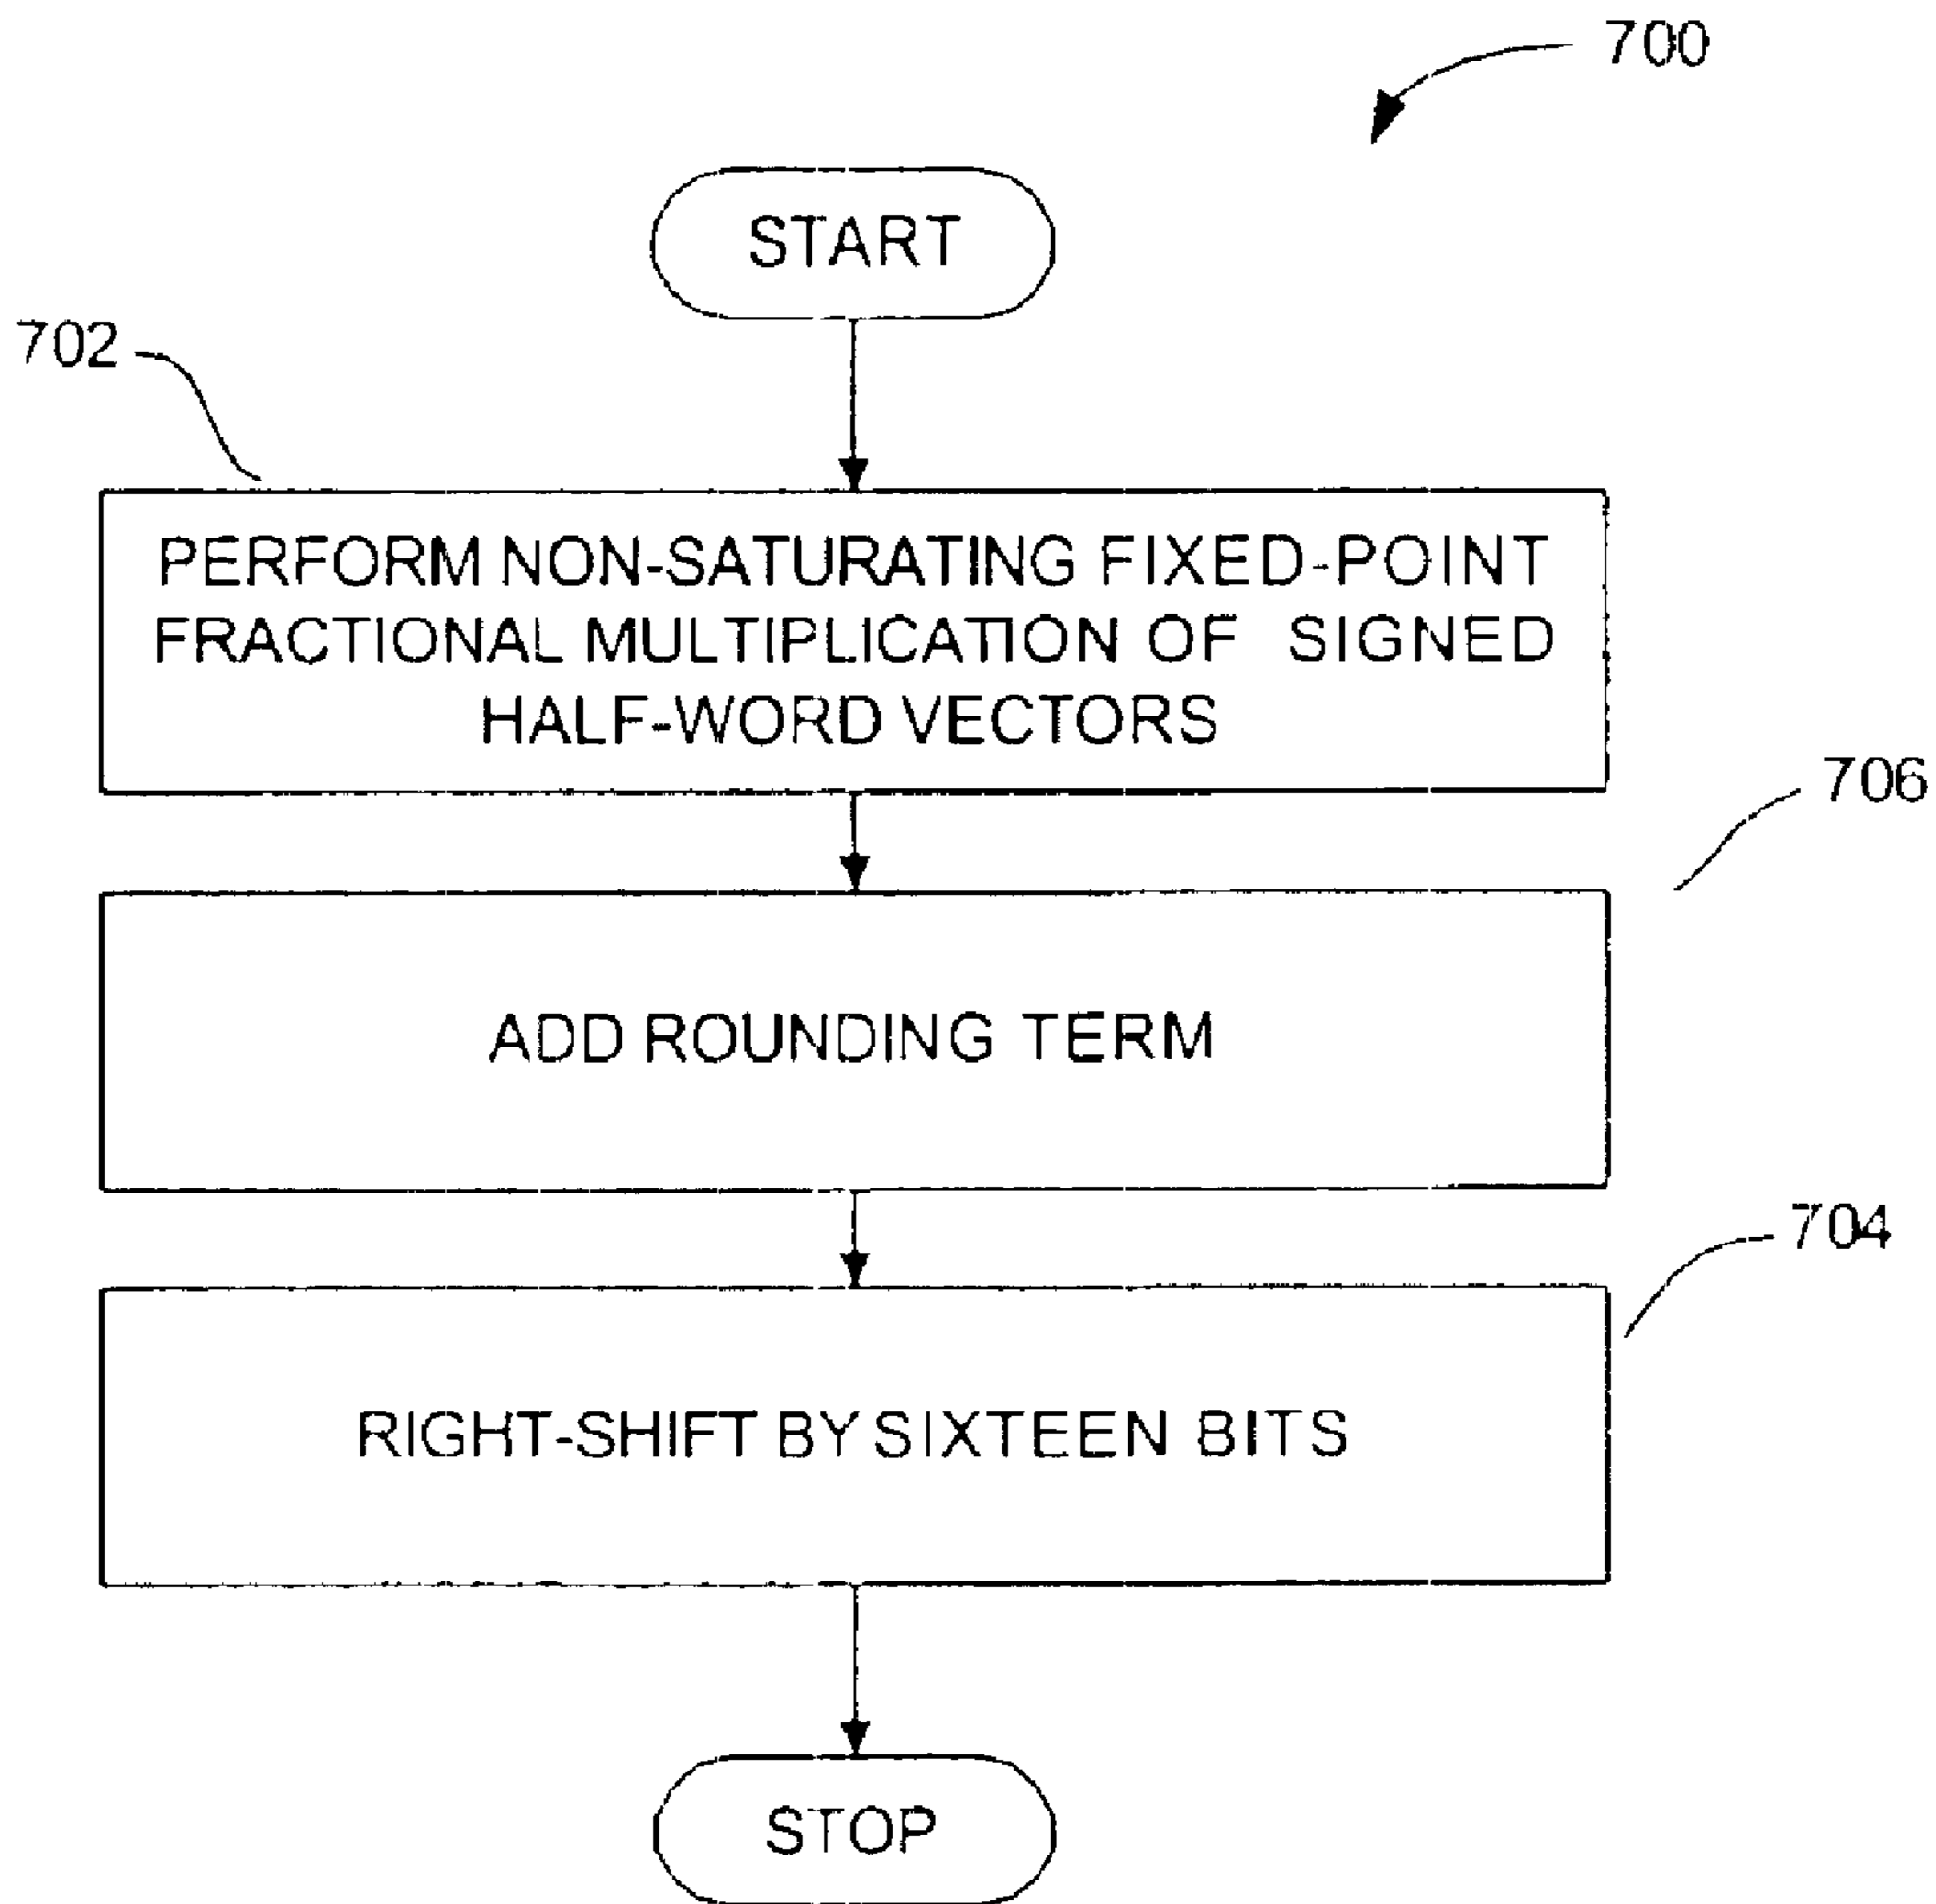 700
START
702
PERFORM NON-SATURATING FIXED-POINT
FRACTIONAL MULTIPLICATION OF SIGNED
HALF-WORD VECTORS
706
ADD ROUNDING TERM
704
RIGHT-SHIFT BY SIXTEEN BITS
STOP